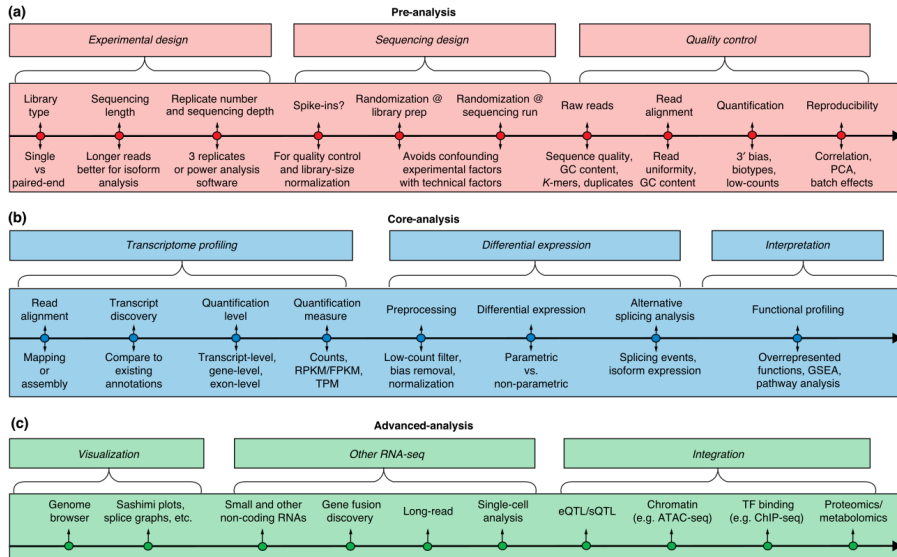 (a)
Pre-analysis
Experimental design
Sequencing design
Quality control
Library
type
Sequencing
length
Replicate number
and sequencing depth
Spike-ins?
Randomization @
library prep
Randomization @
sequencing run
Raw reads
Read
alignment
Quantification
Reproducibility
Single
vs
paired-end
Longer reads
better for isoform
analysis
3 replicates
or power analysis
software
For quality control
and library-size
normalization
Avoids confounding
experimental factors
with technical factors
Sequence quality,
GC content,
K-mers, duplicates
Read
uniformity,
GC content
3′ bias,
biotypes,
low-counts
Correlation,
PCA,
batch effects
(b)
Core-analysis
Transcriptome profiling
Differential expression
Interpretation
Read
alignment
Transcript
discovery
Quantification
level
Quantification
measure
Preprocessing
Differential expression
Alternative
splicing analysis
Functional profiling
Mapping
or
assembly
Compare to
existing
annotations
Transcript-level,
gene-level,
exon-level
Counts,
RPKM/FPKM,
TPM
Low-count filter,
bias removal,
normalization
Parametric
vs.
non-parametric
Splicing events,
isoform expression
Overrepresented
functions, GSEA,
pathway analysis
(c)
Advanced-analysis
Visualization
Other RNA-seq
Integration
Genome
browser
Sashimi plots,
splice graphs, etc.
Small and other
non-coding RNAs
Gene fusion
discovery
Long-read
Single-cell
analysis
eQTL/sQTL
Chromatin
(e.g. ATAC-seq)
TF binding
(e.g. ChIP-seq)
Proteomics/
metabolomics